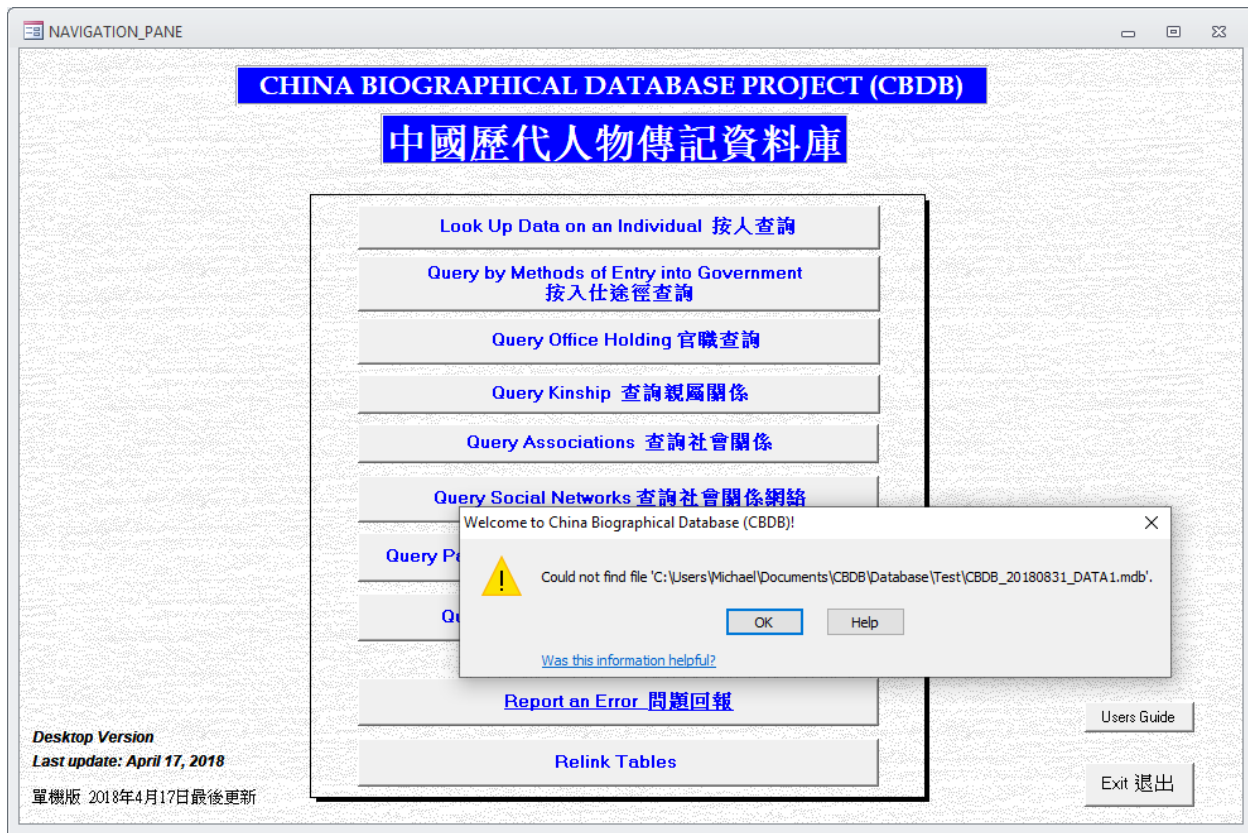 NAVIGATION_PANE
CHINA BIOGRAPHICAL DATABASE PROJECT (CBDB)
中國歷代人物傳記資料庫
Look Up Data on an Individual 按人查詢
Query by Methods of Entry into Government
按入仕途徑查詢
Query Office Holding 官職查詢
Query Kinship 查詢親屬關係
Query Associations 查詢社會關係
Query Social Networks 查詢社會關係網絡
Query
Welcome to China Biographical Database (CBDB)!
Could not find file 'C:\Users\Michael\Documents\CBDB\Database\Test\CBDB_20180831_DATA1.mdb'.
OK
Help
Was this information helpful?
Report an Error 問題回報
Relink Tables
Desktop Version
Last update: April 17, 2018
單機版 2018年4月17日最後更新
Users Guide
Exit 退出